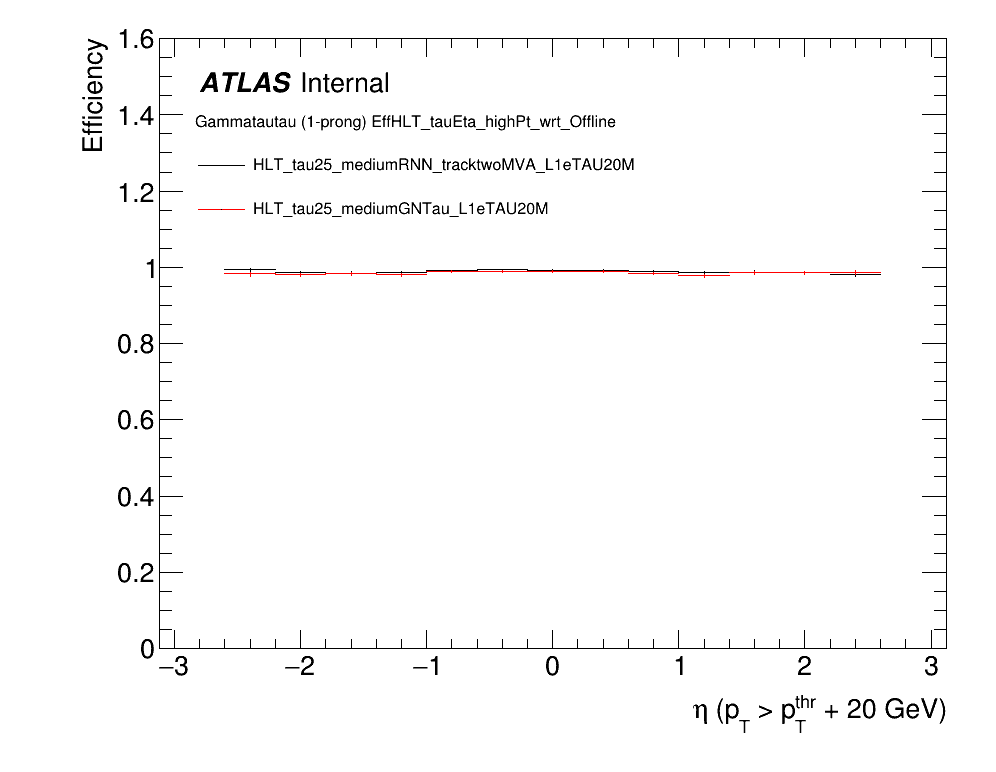 ATLAS Internal
Gammatautau (1-prong) EffHLT_tauEta_highPt_wrt_Offline
HLT_tau25_mediumRNN_tracktwoMVA_L1eTAU20M
HLT_tau25_mediumGNTau_L1eTAU20M
Efficiency
1.6
1.4
1.2
1
0.8
0.6
0.4
0.2
0
−3 −2 −1 0 1 2 3
η (p_T > p_T^thr + 20 GeV)